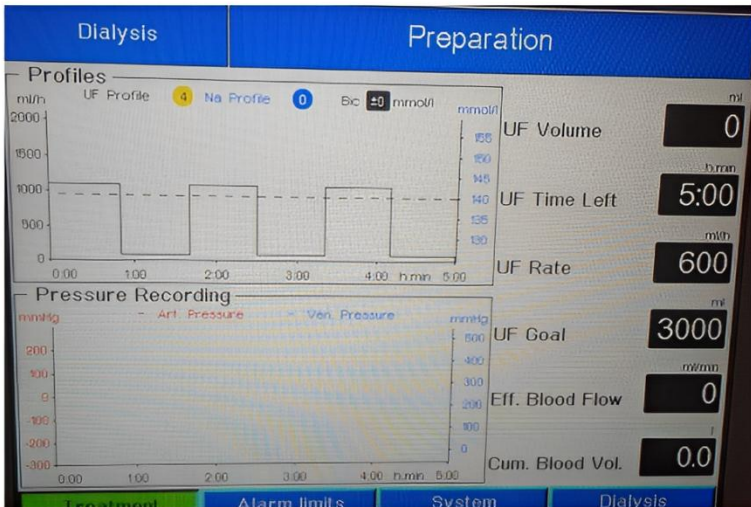 Dialysis
Preparation
Profiles
ml/h UF Profile 4 Na Profile 0 Bic ±0 mmol/l mmol/l
2000
1500
1000
500
0
155
150
145
140
135
130
0:00 1:00 2:00 3:00 4:00 h:min 5:00
ml
UF Volume 0
h:min
UF Time Left 5:00
ml/h
UF Rate 600
Pressure Recording
mmHg - Art. Pressure - Ven. Pressure mmHg
200
100
0
-100
-200
-300
500
400
300
200
100
0
0:00 1:00 2:00 3:00 4:00 h:min 5:00
ml
UF Goal 3000
ml/min
Eff. Blood Flow 0
l
Cum. Blood Vol. 0.0
Treatment Alarm limits System Dialysis